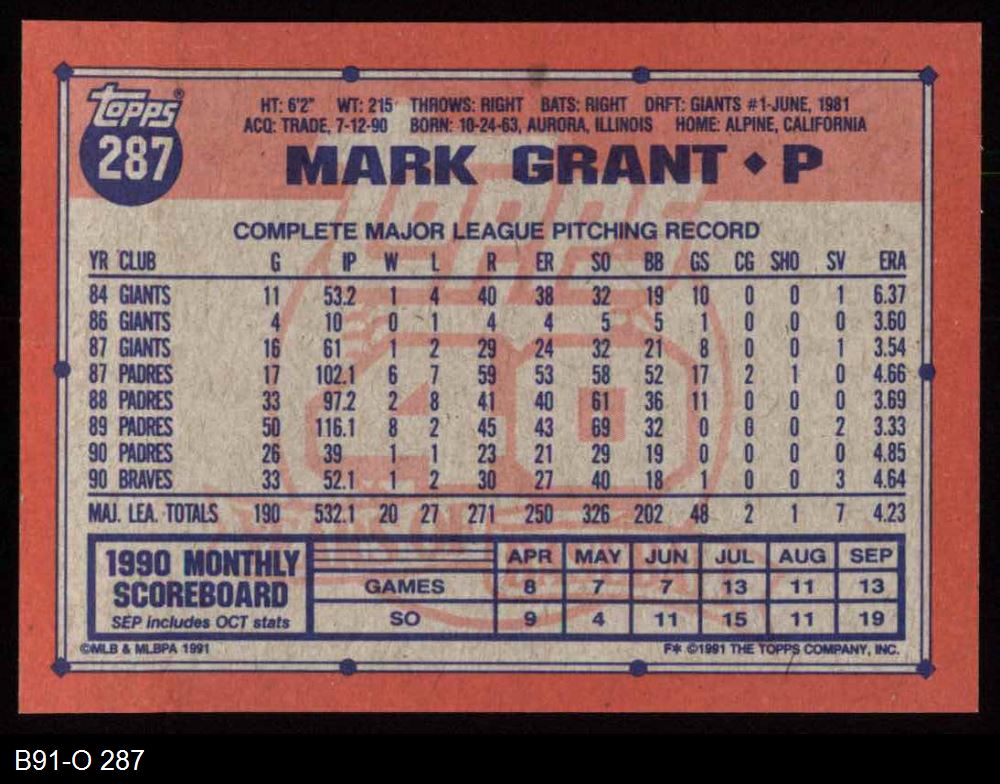 Topps®
287
HT: 6'2" WT: 215 THROWS: RIGHT BATS: RIGHT DRFT: GIANTS #1-JUNE, 1981
ACQ: TRADE, 7-12-90 BORN: 10-24-63, AURORA, ILLINOIS HOME: ALPINE, CALIFORNIA
MARK GRANT ◆ P
COMPLETE MAJOR LEAGUE PITCHING RECORD
YR CLUB G IP W L R ER SO BB GS CG SHO SV ERA
84 GIANTS 11 53.2 1 4 40 38 32 19 10 0 0 1 6.37
86 GIANTS 4 10 0 1 4 4 5 5 1 0 0 0 3.60
87 GIANTS 16 61 1 2 29 24 32 21 8 0 0 1 3.54
87 PADRES 17 102.1 6 7 59 53 58 52 17 2 1 0 4.66
88 PADRES 33 97.2 2 8 41 40 61 36 11 0 0 0 3.69
89 PADRES 50 116.1 8 2 45 43 69 32 0 0 0 2 3.33
90 PADRES 26 39 1 1 23 21 29 19 0 0 0 0 4.85
90 BRAVES 33 52.1 1 2 30 27 40 18 1 0 0 3 4.64
MAJ. LEA. TOTALS 190 532.1 20 27 271 250 326 202 48 2 1 7 4.23
1990 MONTHLY
SCOREBOARD
SEP includes OCT stats
APR MAY JUN JUL AUG SEP
GAMES 8 7 7 13 11 13
SO 9 4 11 15 11 19
©MLB & MLBPA 1991
F* ©1991 THE TOPPS COMPANY, INC.
B91-O 287